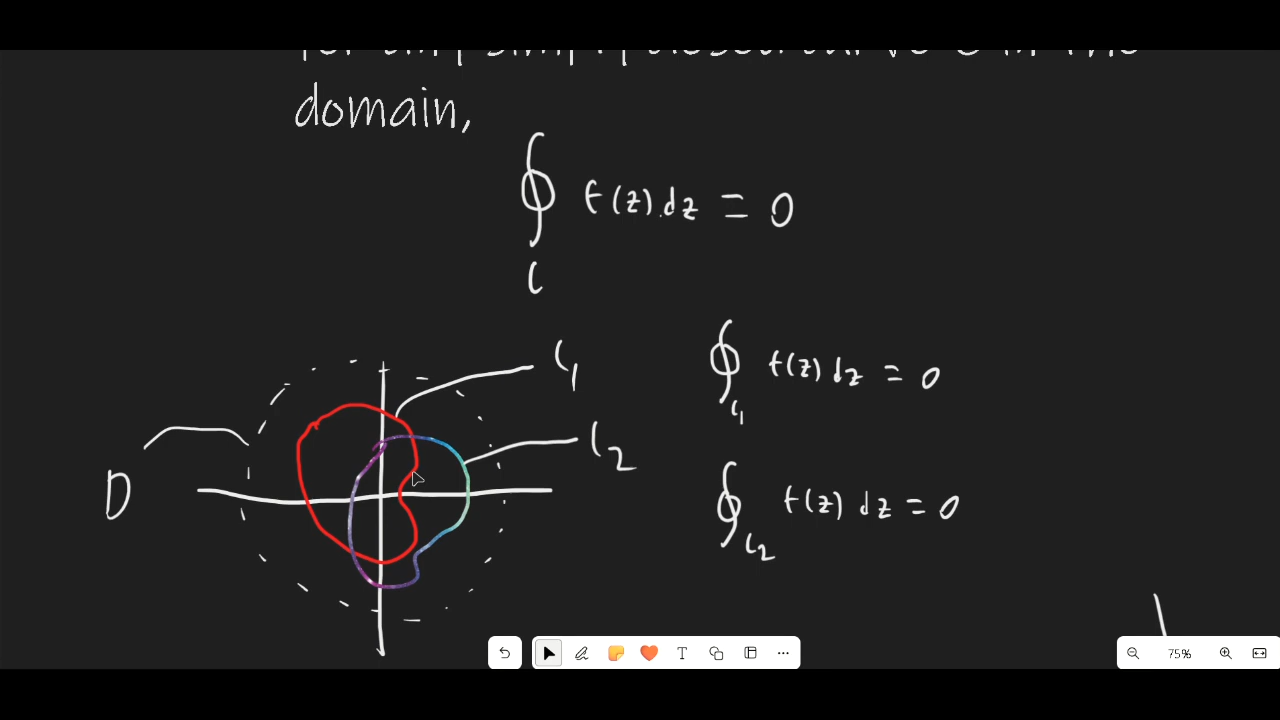 domain,
∮ f(z).dz = 0
C
C₁
∮ f(z) dz = 0
C₁
C₂
D
∮ f(z) dz = 0
C₂
T
75%